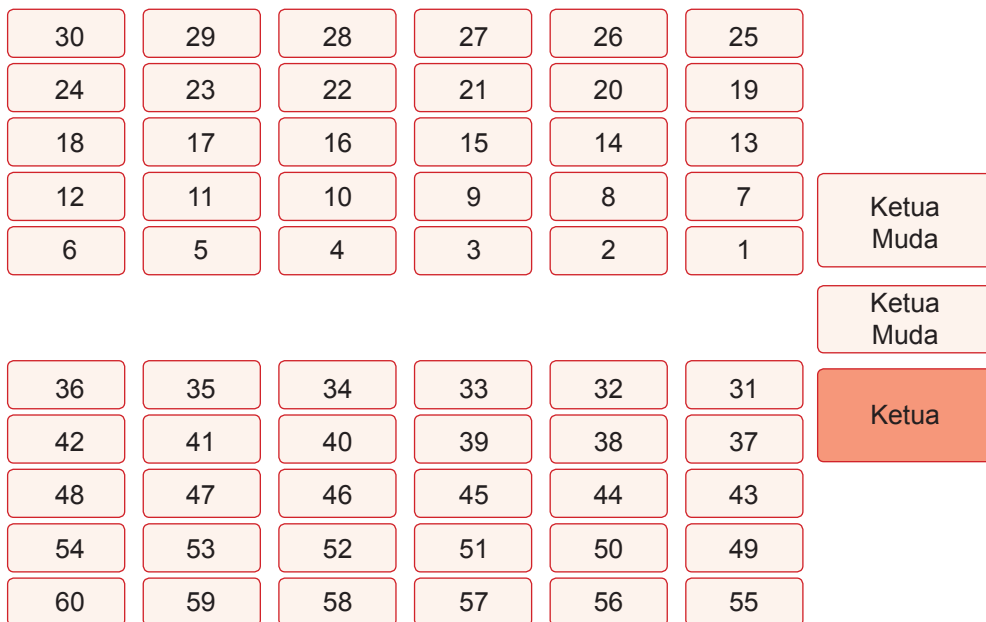 30 29 28 27 26 25
24 23 22 21 20 19
18 17 16 15 14 13
12 11 10 9 8 7
6 5 4 3 2 1
Ketua
Muda
Ketua
Muda
Ketua
36 35 34 33 32 31
42 41 40 39 38 37
48 47 46 45 44 43
54 53 52 51 50 49
60 59 58 57 56 55